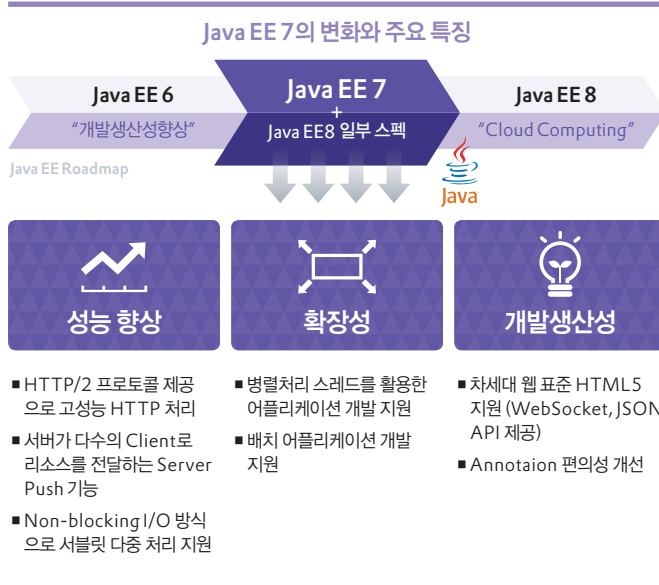 Java EE 7의 변화와 주요 특징
Java EE 6
"개발생산성향상"
Java EE 7
+
Java EE8 일부 스펙
Java EE 8
"Cloud Computing"
Java EE Roadmap
Java
성능 향상
확장성
개발생산성
■ HTTP/2 프로토콜 제공
으로 고성능 HTTP 처리
■ 서버가 다수의 Client로
리소스를 전달하는 Server
Push 기능
■ Non-blocking I/O 방식
으로 서블릿 다중 처리 지원
■ 병렬처리 스레드를 활용한
어플리케이션 개발 지원
■ 배치 어플리케이션 개발
지원
■ 차세대 웹 표준 HTML5
지원 (WebSocket, JSON
API 제공)
■ Annotaion 편의성 개선